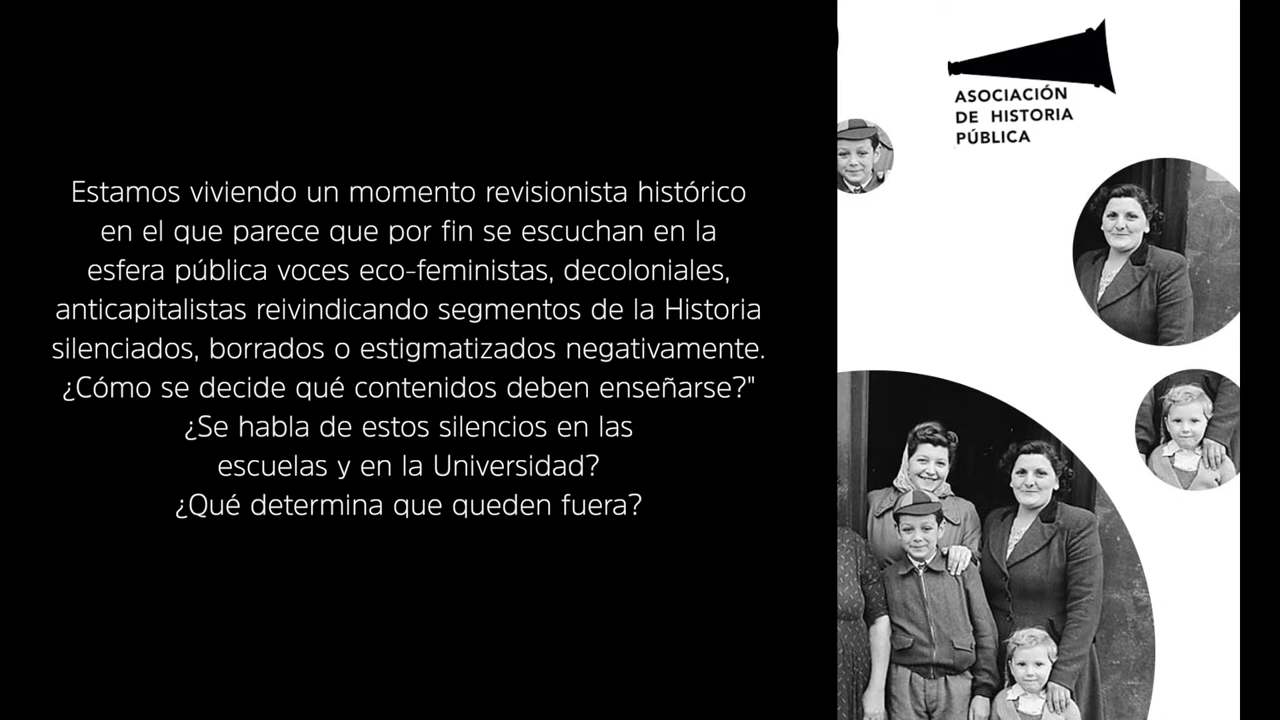 Estamos viviendo un momento revisionista histórico
en el que parece que por fin se escuchan en la
esfera pública voces eco-feministas, decoloniales,
anticapitalistas reivindicando segmentos de la Historia
silenciados, borrados o estigmatizados negativamente.
¿Cómo se decide qué contenidos deben enseñarse?"
¿Se habla de estos silencios en las
escuelas y en la Universidad?
¿Qué determina que queden fuera?
ASOCIACIÓN
DE HISTORIA
PÚBLICA